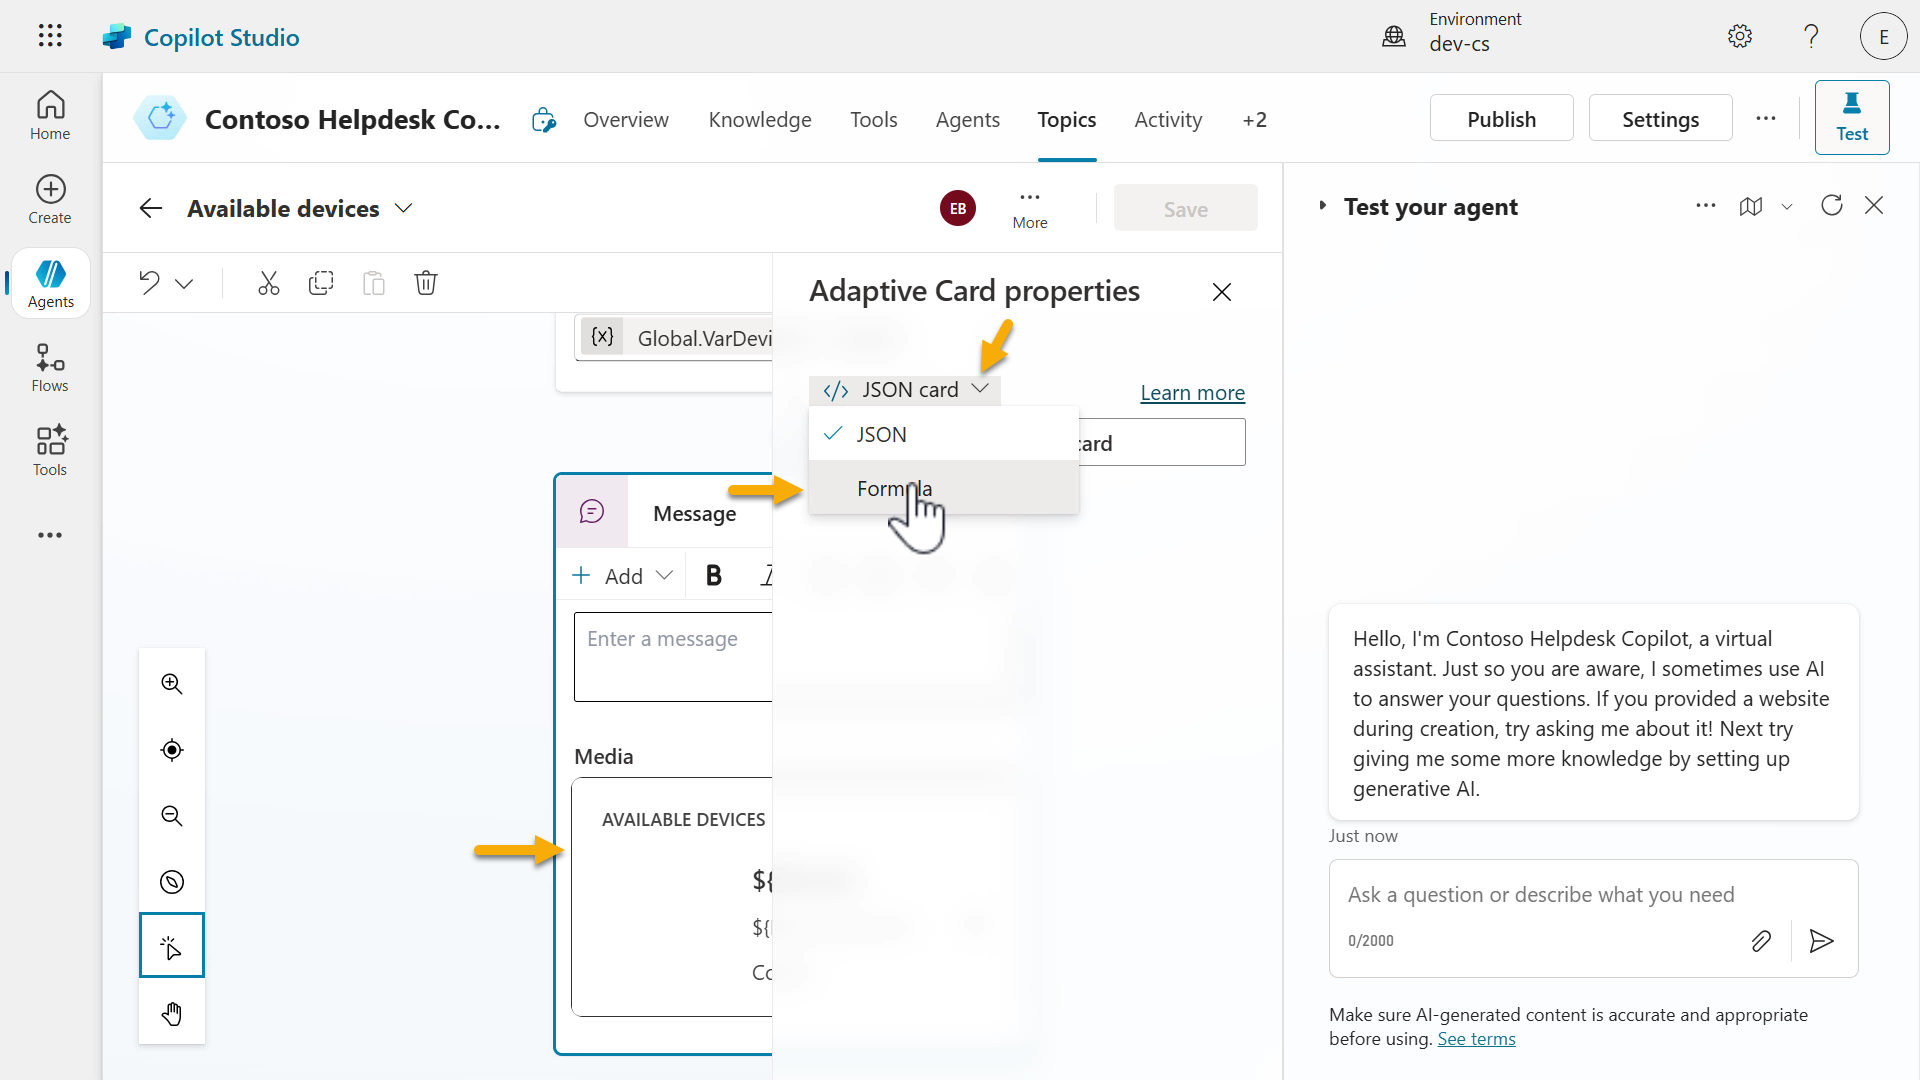 Copilot Studio
Environment
dev-cs
E
Home
Create
Agents
Flows
Tools
Contoso Helpdesk Co...
Overview
Knowledge
Tools
Agents
Topics
Activity
+2
Publish
Settings
Test
Available devices
EB
More
Save
{x}
Global.VarDevi
Message
Add
B
Enter a message
Media
AVAILABLE DEVICES
${
${
Co
Adaptive Card properties
</> JSON card
Learn more
JSON
Formula
card
Test your agent
Hello, I'm Contoso Helpdesk Copilot, a virtual
assistant. Just so you are aware, I sometimes use AI
to answer your questions. If you provided a website
during creation, try asking me about it! Next try
giving me some more knowledge by setting up
generative AI.
Just now
Ask a question or describe what you need
0/2000
Make sure AI-generated content is accurate and appropriate
before using. See terms